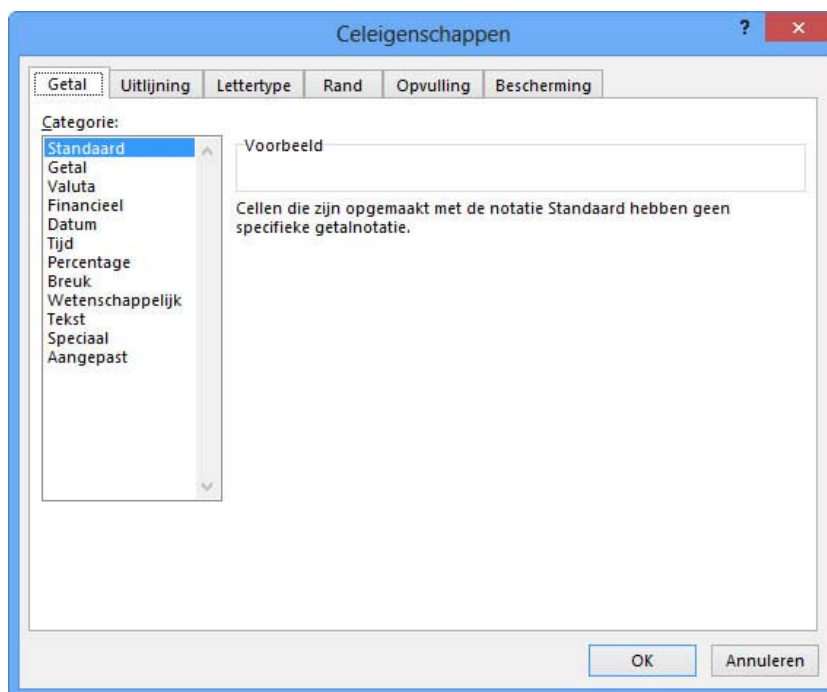 Celeigenschappen
? ×
Getal Uitlijning Lettertype Rand Opvulling Bescherming
Categorie:
Standaard
Getal
Valuta
Financieel
Datum
Tijd
Percentage
Breuk
Wetenschappelijk
Tekst
Speciaal
Aangepast
Voorbeeld
Cellen die zijn opgemaakt met de notatie Standaard hebben geen
specifieke getalnotatie.
OK Annuleren